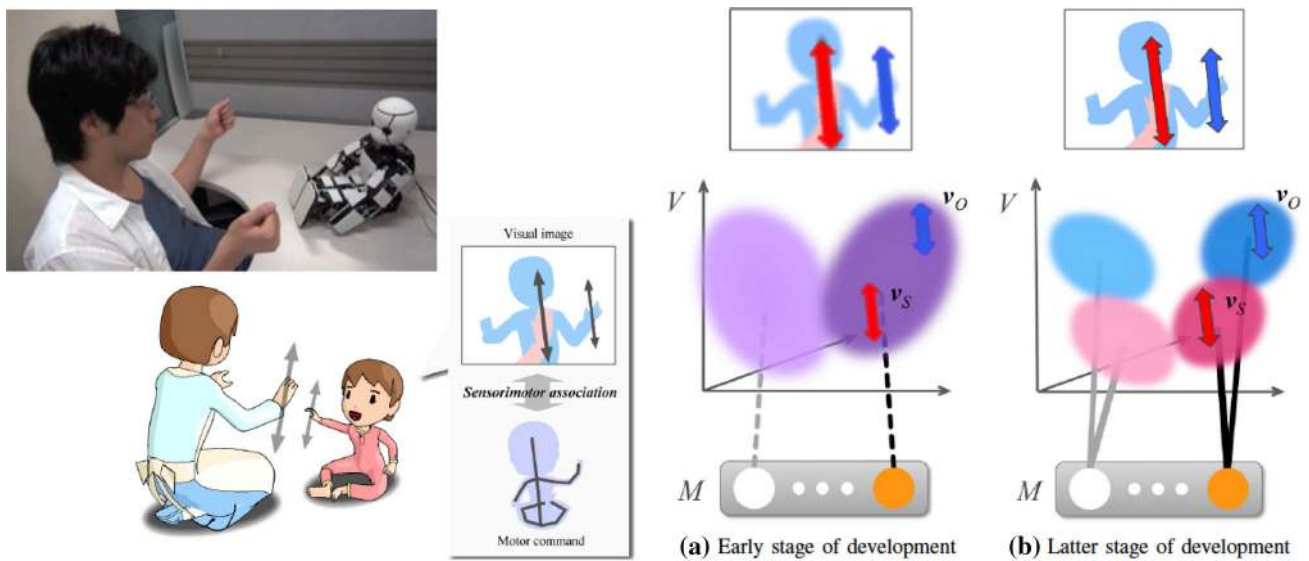 Visual image
Sensorimotor association
Motor command
V
v_O
v_S
M
(a) Early stage of development
V
v_O
v_S
M
(b) Latter stage of development